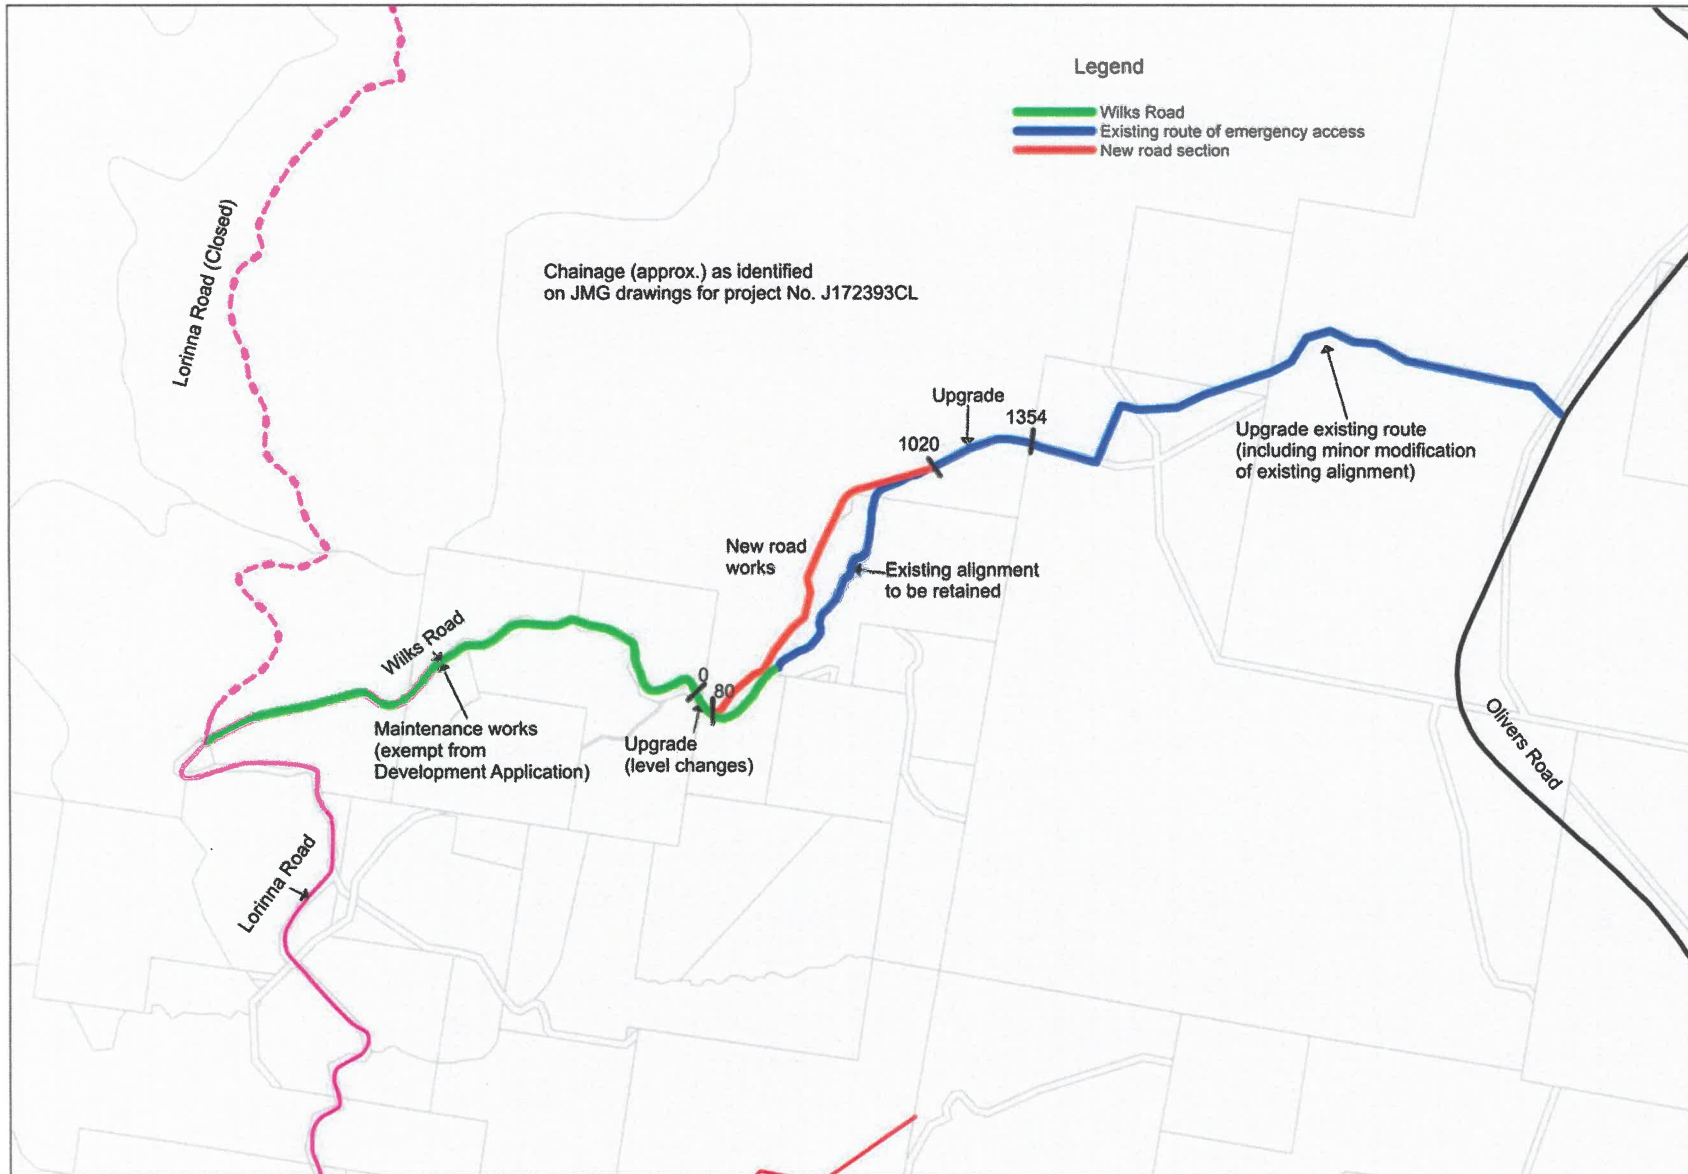 Legend
Wilks Road
Existing route of emergency access
New road section
Lorinna Road (Closed)
Chainage (approx.) as identified
on JMG drawings for project No. J172393CL
Upgrade
1354
1020
Upgrade existing route
(including minor modification
of existing alignment)
New road
works
Existing alignment
to be retained
Wilks Road
0
80
Maintenance works
(exempt from
Development Application)
Upgrade
(level changes)
Olivers Road
Lorinna Road